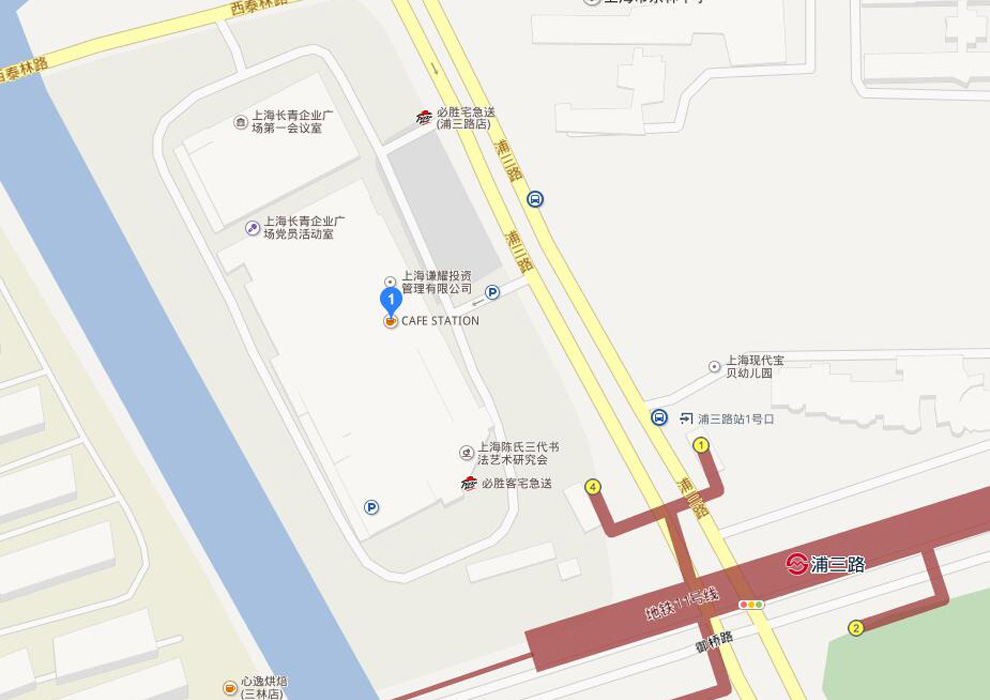 西泰林路
西泰林路
上海长青企业广
场第一会议室
必胜宅急送
(浦三路店)
浦三路
上海长青企业广
场党员活动室
浦三路
上海谦耀投资
管理有限公司
P
1
CAFE STATION
上海现代宝
贝幼儿园
浦三路站1号口
1
上海陈氏三代书
法艺术研究会
必胜客宅急送
4
浦三路
P
浦三路
地铁11号线
2
御桥路
心逸烘焙
(三林店)